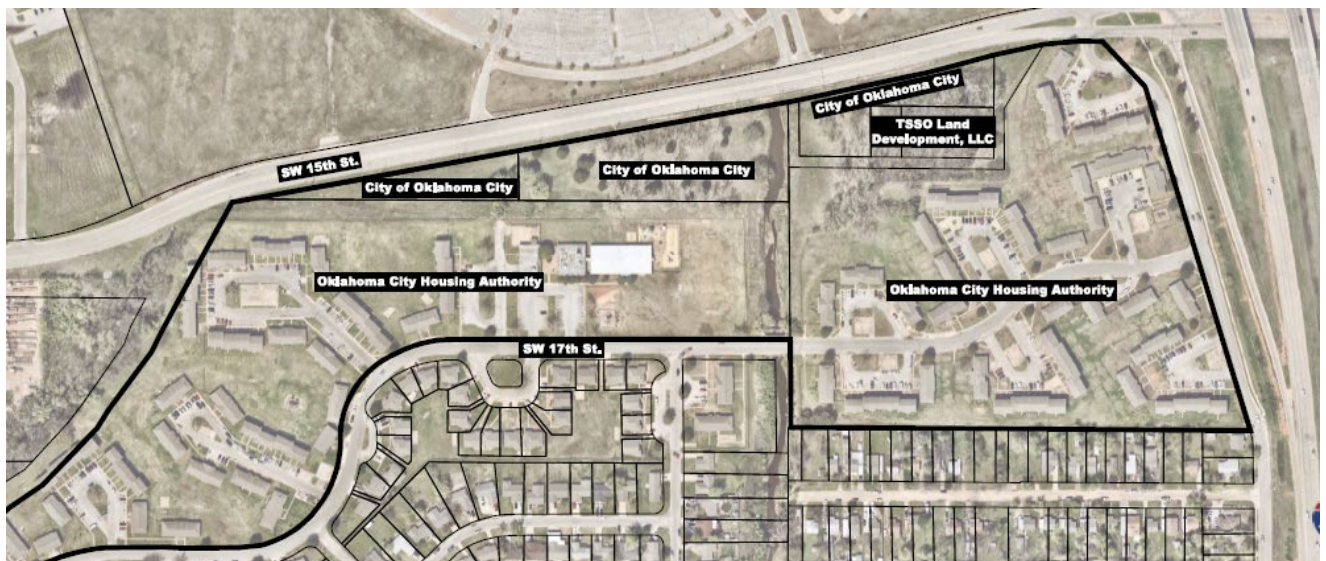 City of Oklahoma City
TSSO Land
Development, LLC
SW 15th St.
City of Oklahoma City
City of Oklahoma City
Oklahoma City Housing Authority
Oklahoma City Housing Authority
SW 17th St.